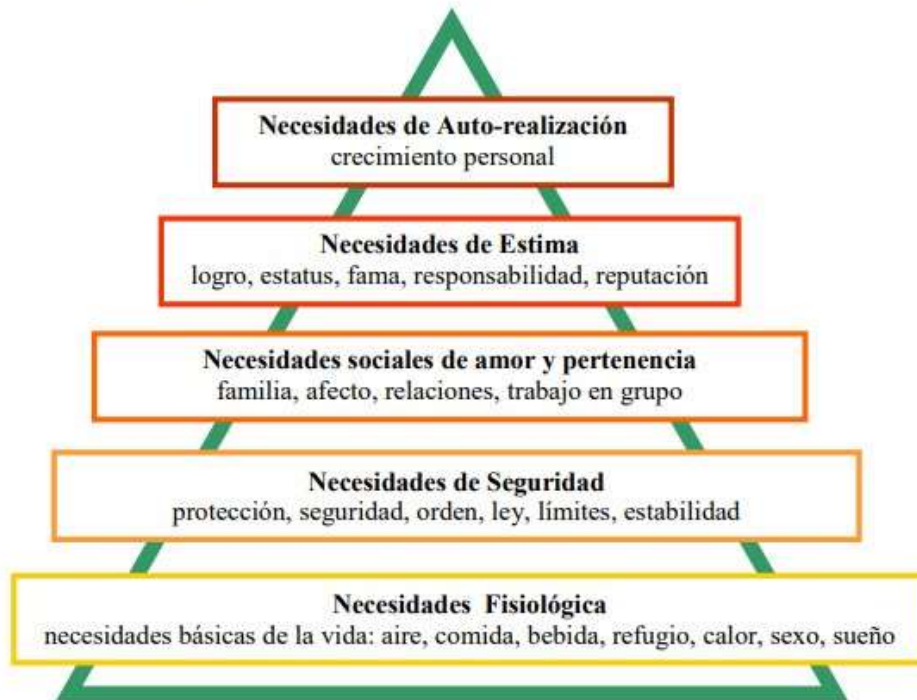 Necesidades de Auto-realización
crecimiento personal
Necesidades de Estima
logro, estatus, fama, responsabilidad, reputación
Necesidades sociales de amor y pertenencia
familia, afecto, relaciones, trabajo en grupo
Necesidades de Seguridad
protección, seguridad, orden, ley, límites, estabilidad
Necesidades Fisiológica
necesidades básicas de la vida: aire, comida, bebida, refugio, calor, sexo, sueño